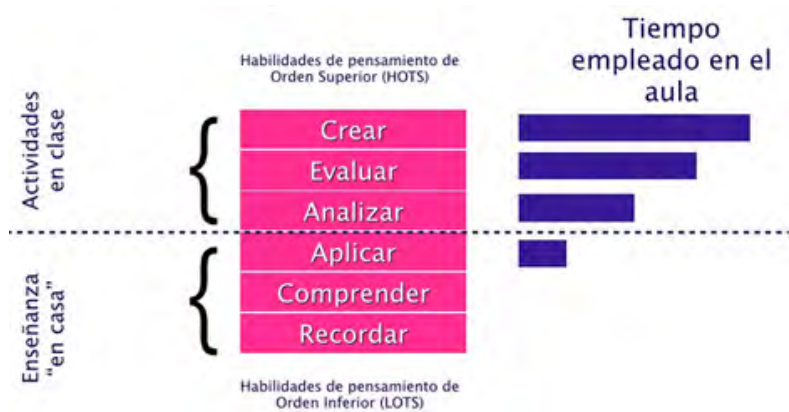 Tiempo
empleado en el
aula
Habilidades de pensamiento de
Orden Superior (HOTS)
Actividades
en clase
Crear
Evaluar
Analizar
Enseñanza
“en casa”
Aplicar
Comprender
Recordar
Habilidades de pensamiento de
Orden Inferior (LOTS)